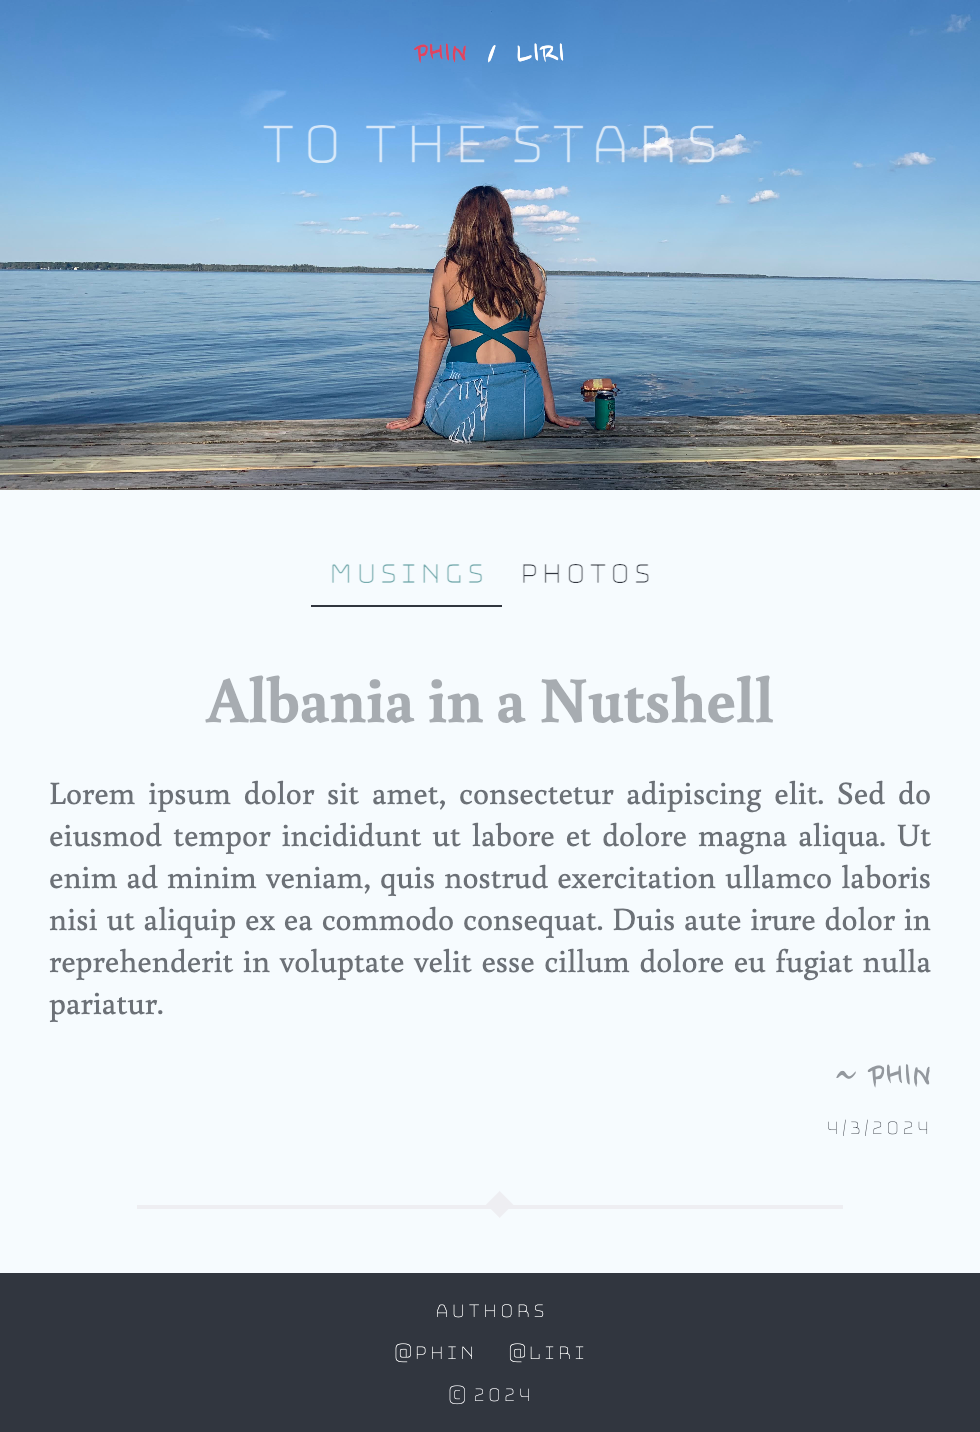 PHIN / LIRI
TO THE STARS
MUSINGS PHOTOS
Albania in a Nutshell
Lorem ipsum dolor sit amet, consectetur adipiscing elit. Sed do
eiusmod tempor incididunt ut labore et dolore magna aliqua. Ut
enim ad minim veniam, quis nostrud exercitation ullamco laboris
nisi ut aliquip ex ea commodo consequat. Duis aute irure dolor in
reprehenderit in voluptate velit esse cillum dolore eu fugiat nulla
pariatur.
~ PHIN
4/3/2024
AUTHORS
@PHIN @LIRI
© 2024